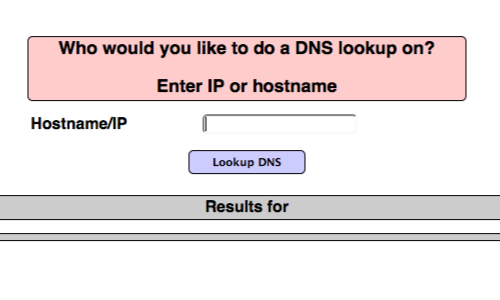 Who would you like to do a DNS lookup on?
Enter IP or hostname
Hostname/IP
Lookup DNS
Results for